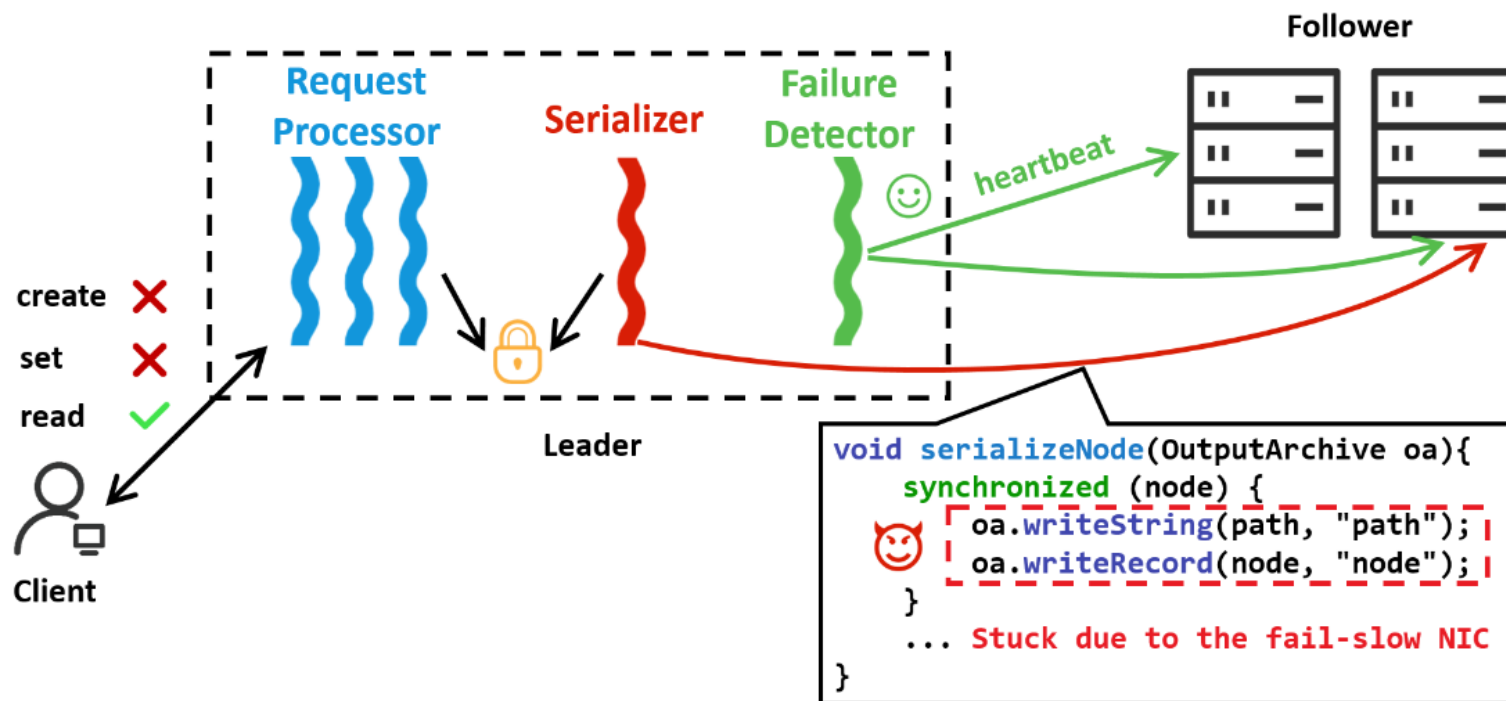 Follower
Request
Processor
Serializer
Failure
Detector
heartbeat
create
set
read
Leader
Client
void serializeNode(OutputArchive oa){
synchronized (node) {
oa.writeString(path, "path");
oa.writeRecord(node, "node");
}
... Stuck due to the fail-slow NIC
}